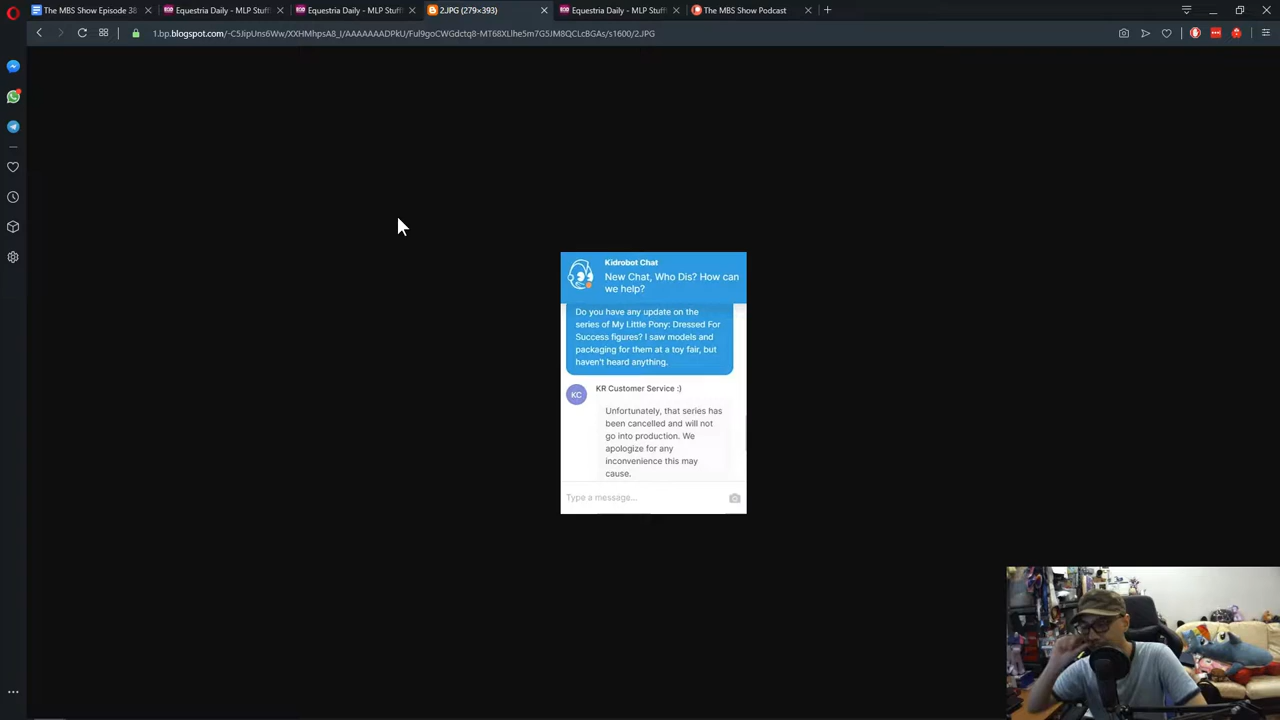 The MBS Show Episode 38
Equestria Daily - MLP Stuff!
Equestria Daily - MLP Stuff!
2.JPG (279×393)
Equestria Daily - MLP Stuff!
The MBS Show Podcast
Kidrobot Chat
New Chat, Who Dis? How can
we help?
Do you have any update on the
series of My Little Pony: Dressed For
Success figures? I saw models and
packaging for them at a toy fair, but
haven't heard anything.
KC
KR Customer Service :)
Unfortunately, that series has
been cancelled and will not
go into production. We
apologize for any
inconvenience this may
cause.
Type a message...